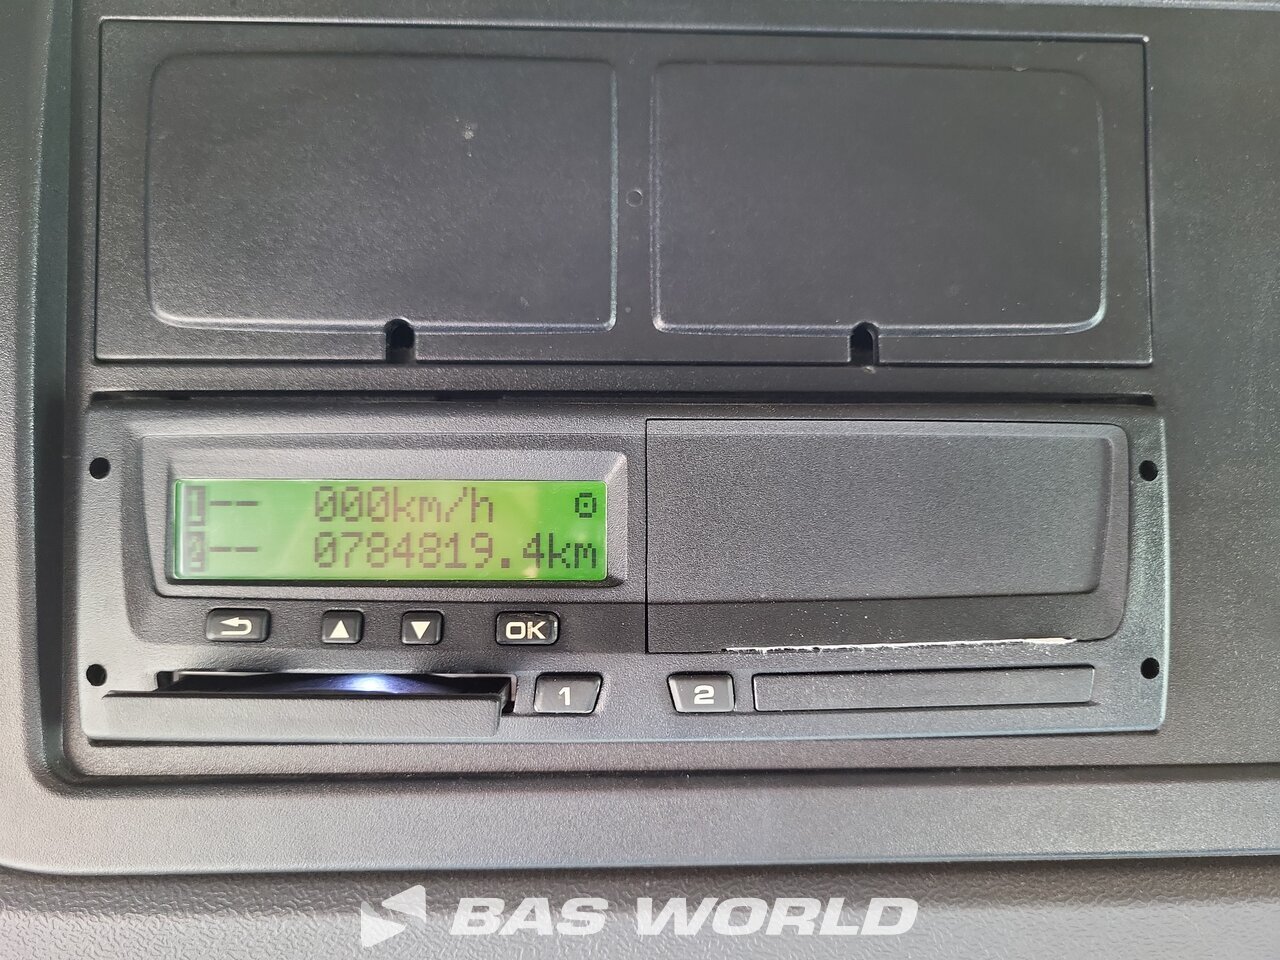 1-- 000km/h
2-- 0784819.4km
OK
1 2
BAS WORLD